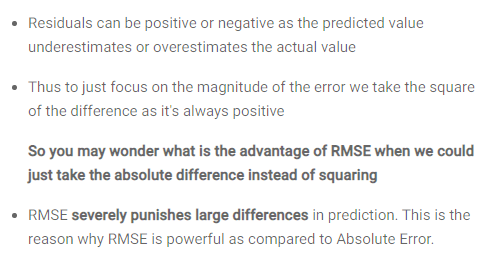 • Residuals can be positive or negative as the predicted value
underestimates or overestimates the actual value
• Thus to just focus on the magnitude of the error we take the square
of the difference as it's always positive
So you may wonder what is the advantage of RMSE when we could
just take the absolute difference instead of squaring
• RMSE severely punishes large differences in prediction. This is the
reason why RMSE is powerful as compared to Absolute Error.